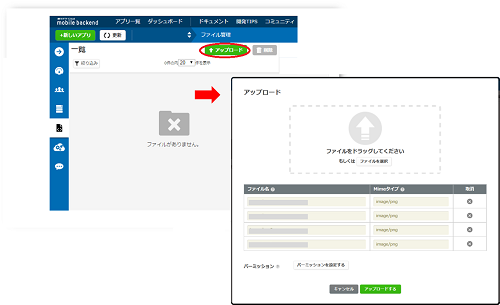 mobile backend
アプリ一覧 ダッシュボード ドキュメント 開発TIPS コミュニティ
+新しいアプリ 更新 ファイル管理
一覧 アップロード 削除
絞り込み 20
ファイルがありません。
アップロード
ファイルをドラッグしてください
もしくは ファイルを選択
ファイル名 Mimeタイプ 取消
image/png
image/png
image/png
image/png
パーミッション パーミッションを設定する
キャンセル アップロードする